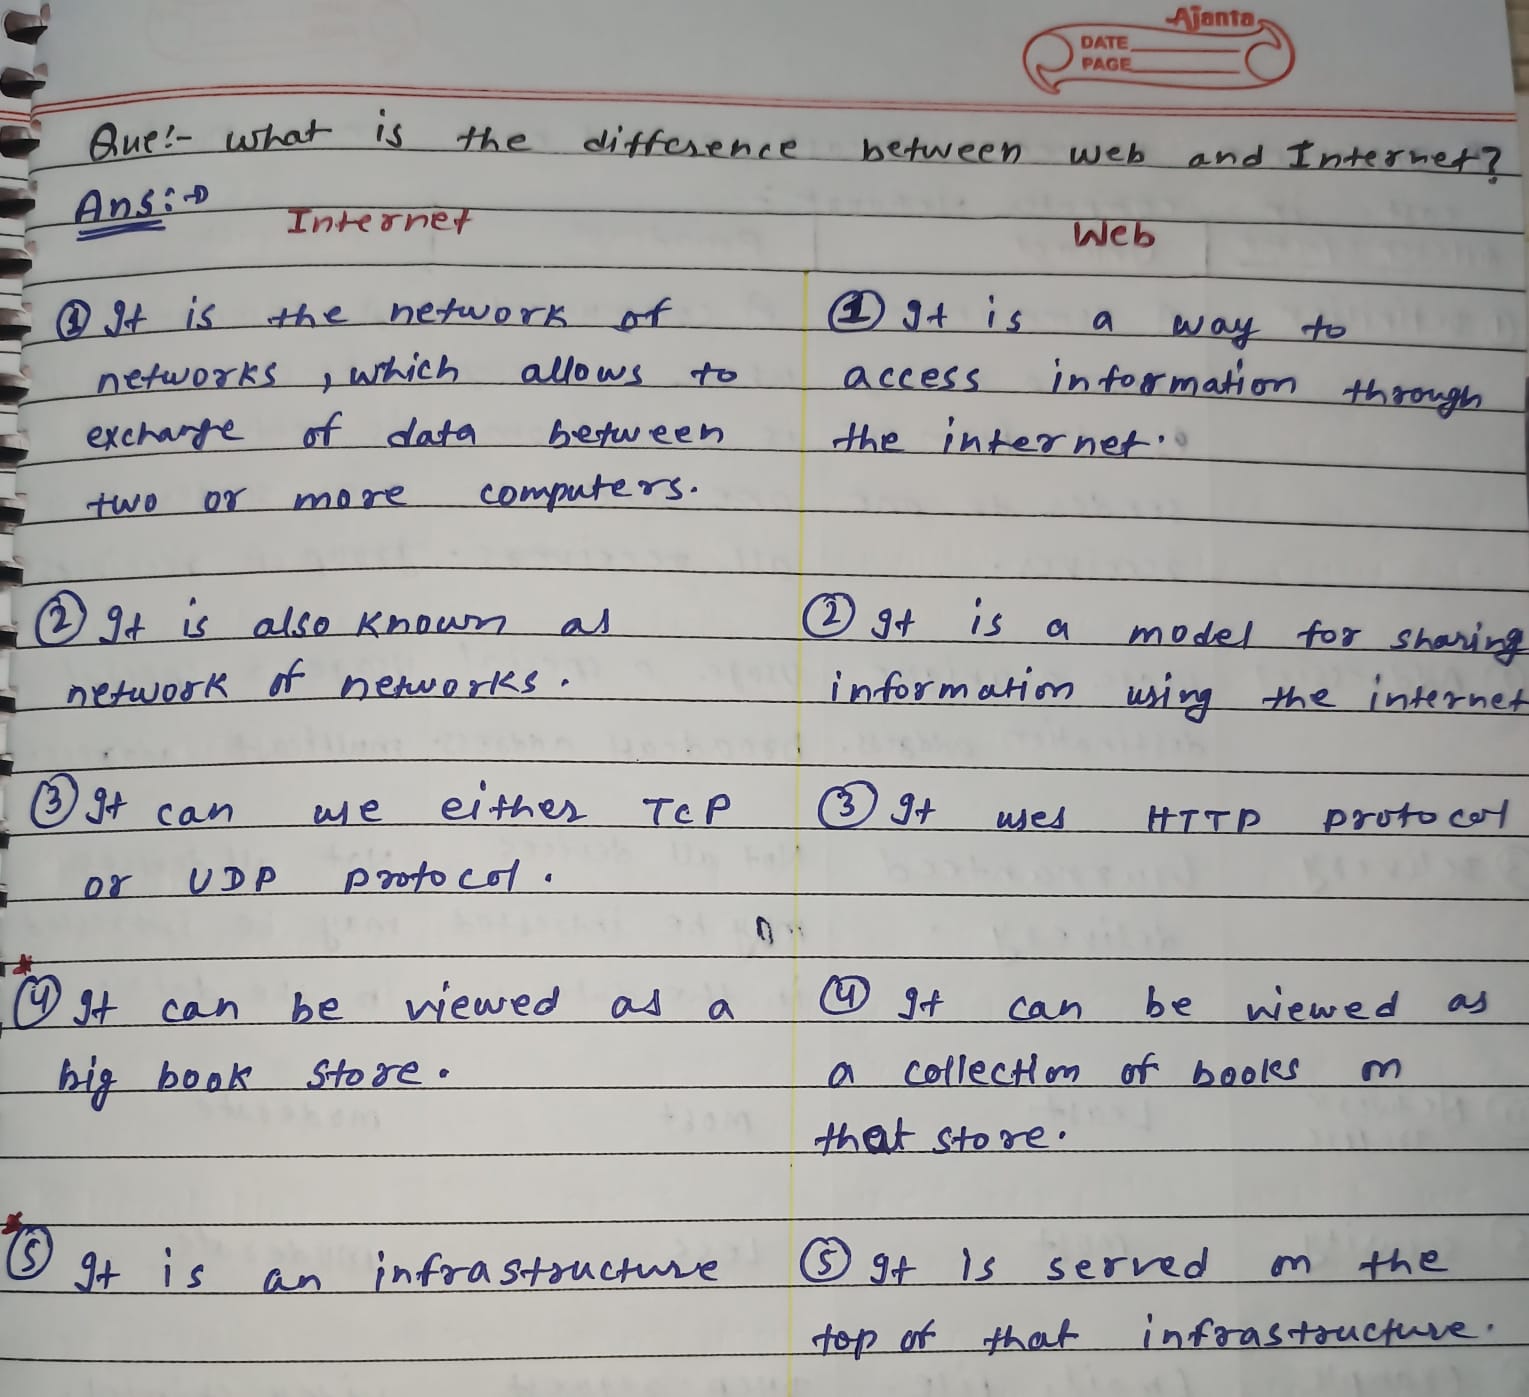 Ajanta
DATE
PAGE
Que:- what is the difference between web and Internet?
Ans:→
Internet
Web
① It is the network of
networks, which allows to
exchange of data between
two or more computers.
① It is a way to
access information through
the internet.
② It is also known as
network of networks.
② It is a model for sharing
information using the internet
③ It can use either TCP
or UDP protocol.
③ It uses HTTP protocol
④ It can be viewed as a
big book store.
④ It can be viewed as
a collection of books on
that store.
⑤ It is an infrastructure
⑤ It is served on the
top of that infrastructure.